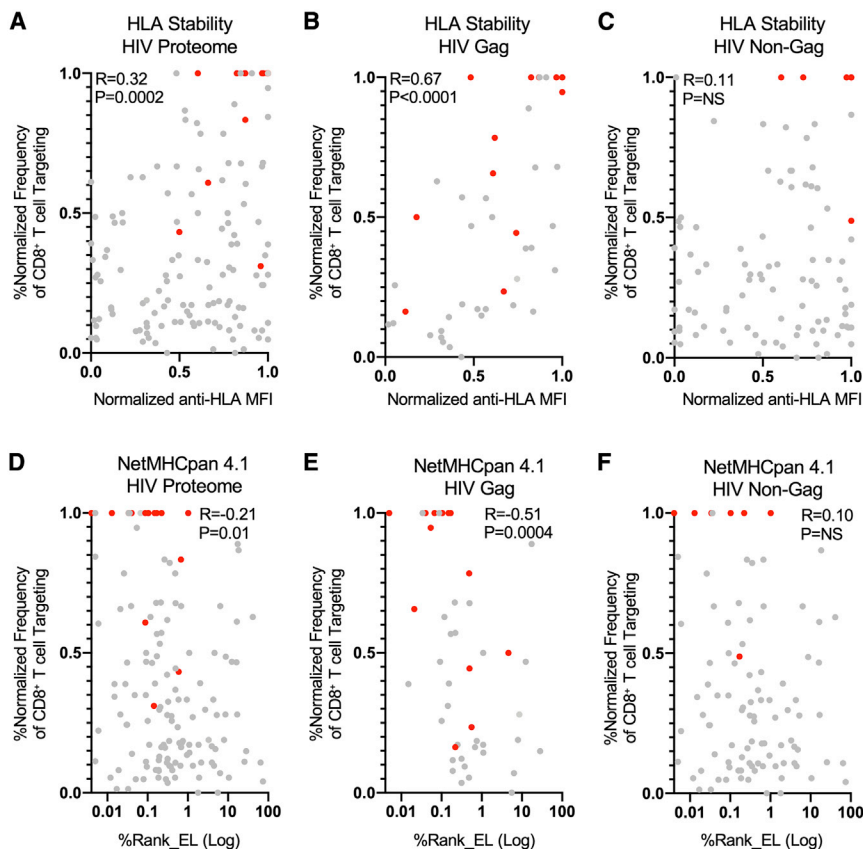 A
HLA Stability
HIV Proteome
R=0.32
P=0.0002
%Normalized Frequency
of CD8+ T cell Targeting
1.0
0.5
0.0
0.0 0.5 1.0
Normalized anti-HLA MFI
B
HLA Stability
HIV Gag
R=0.67
P<0.0001
%Normalized Frequency
of CD8+ T cell Targeting
1.0
0.5
0.0
0.0 0.5 1.0
Normalized anti-HLA MFI
C
HLA Stability
HIV Non-Gag
R=0.11
P=NS
%Normalized Frequency
of CD8+ T cell Targeting
1.0
0.5
0.0
0.0 0.5 1.0
Normalized anti-HLA MFI
D
NetMHCpan 4.1
HIV Proteome
R=-0.21
P=0.01
%Normalized Frequency
of CD8+ T cell Targeting
1.0
0.5
0.0
0.01 0.1 1 10 100
%Rank_EL (Log)
E
NetMHCpan 4.1
HIV Gag
R=-0.51
P=0.0004
%Normalized Frequency
of CD8+ T cell Targeting
1.0
0.5
0.0
0.01 0.1 1 10 100
%Rank_EL (Log)
F
NetMHCpan 4.1
HIV Non-Gag
R=0.10
P=NS
%Normalized Frequency
of CD8+ T cell Targeting
1.0
0.5
0.0
0.01 0.1 1 10 100
%Rank_EL (Log)